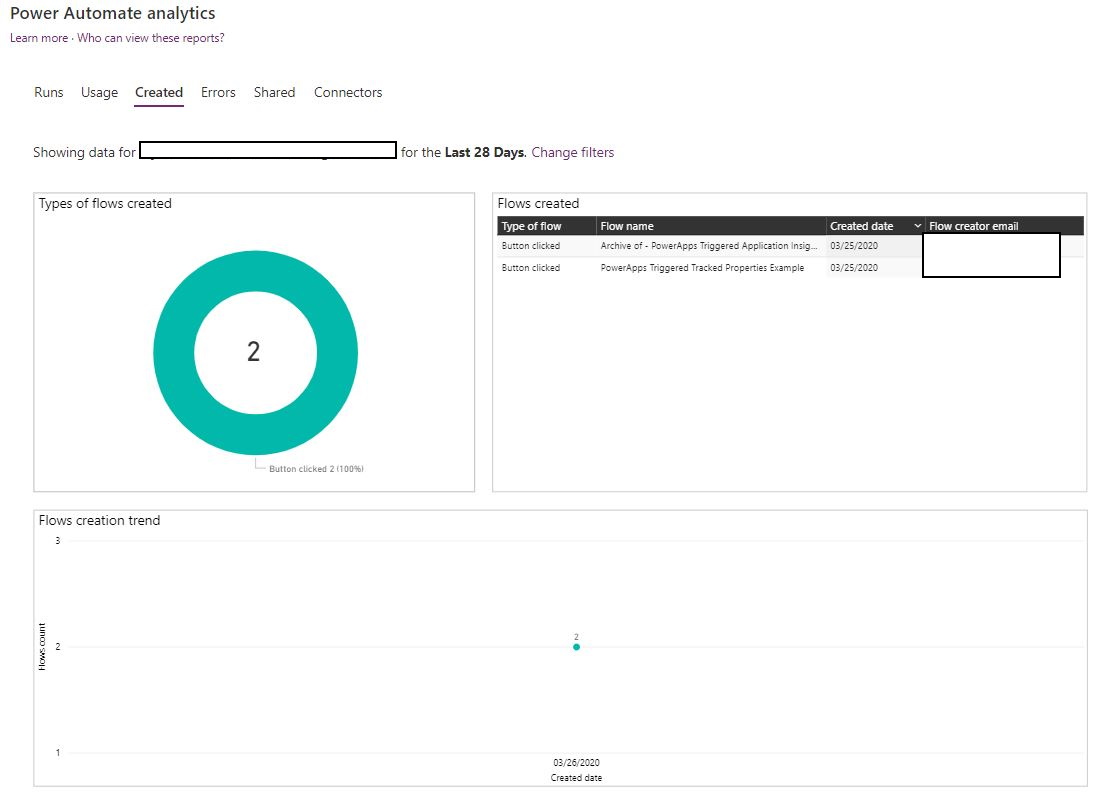 Power Automate analytics
Learn more · Who can view these reports?
Runs Usage Created Errors Shared Connectors
Showing data for for the Last 28 Days. Change filters
Types of flows created
2
Button clicked 2 (100%)
Flows created
Type of flow Flow name Created date Flow creator email
Button clicked Archive of - PowerApps Triggered Application Insig... 03/25/2020
Button clicked PowerApps Triggered Tracked Properties Example 03/25/2020
Flows creation trend
Flows count
3
2
1
2
03/26/2020
Created date